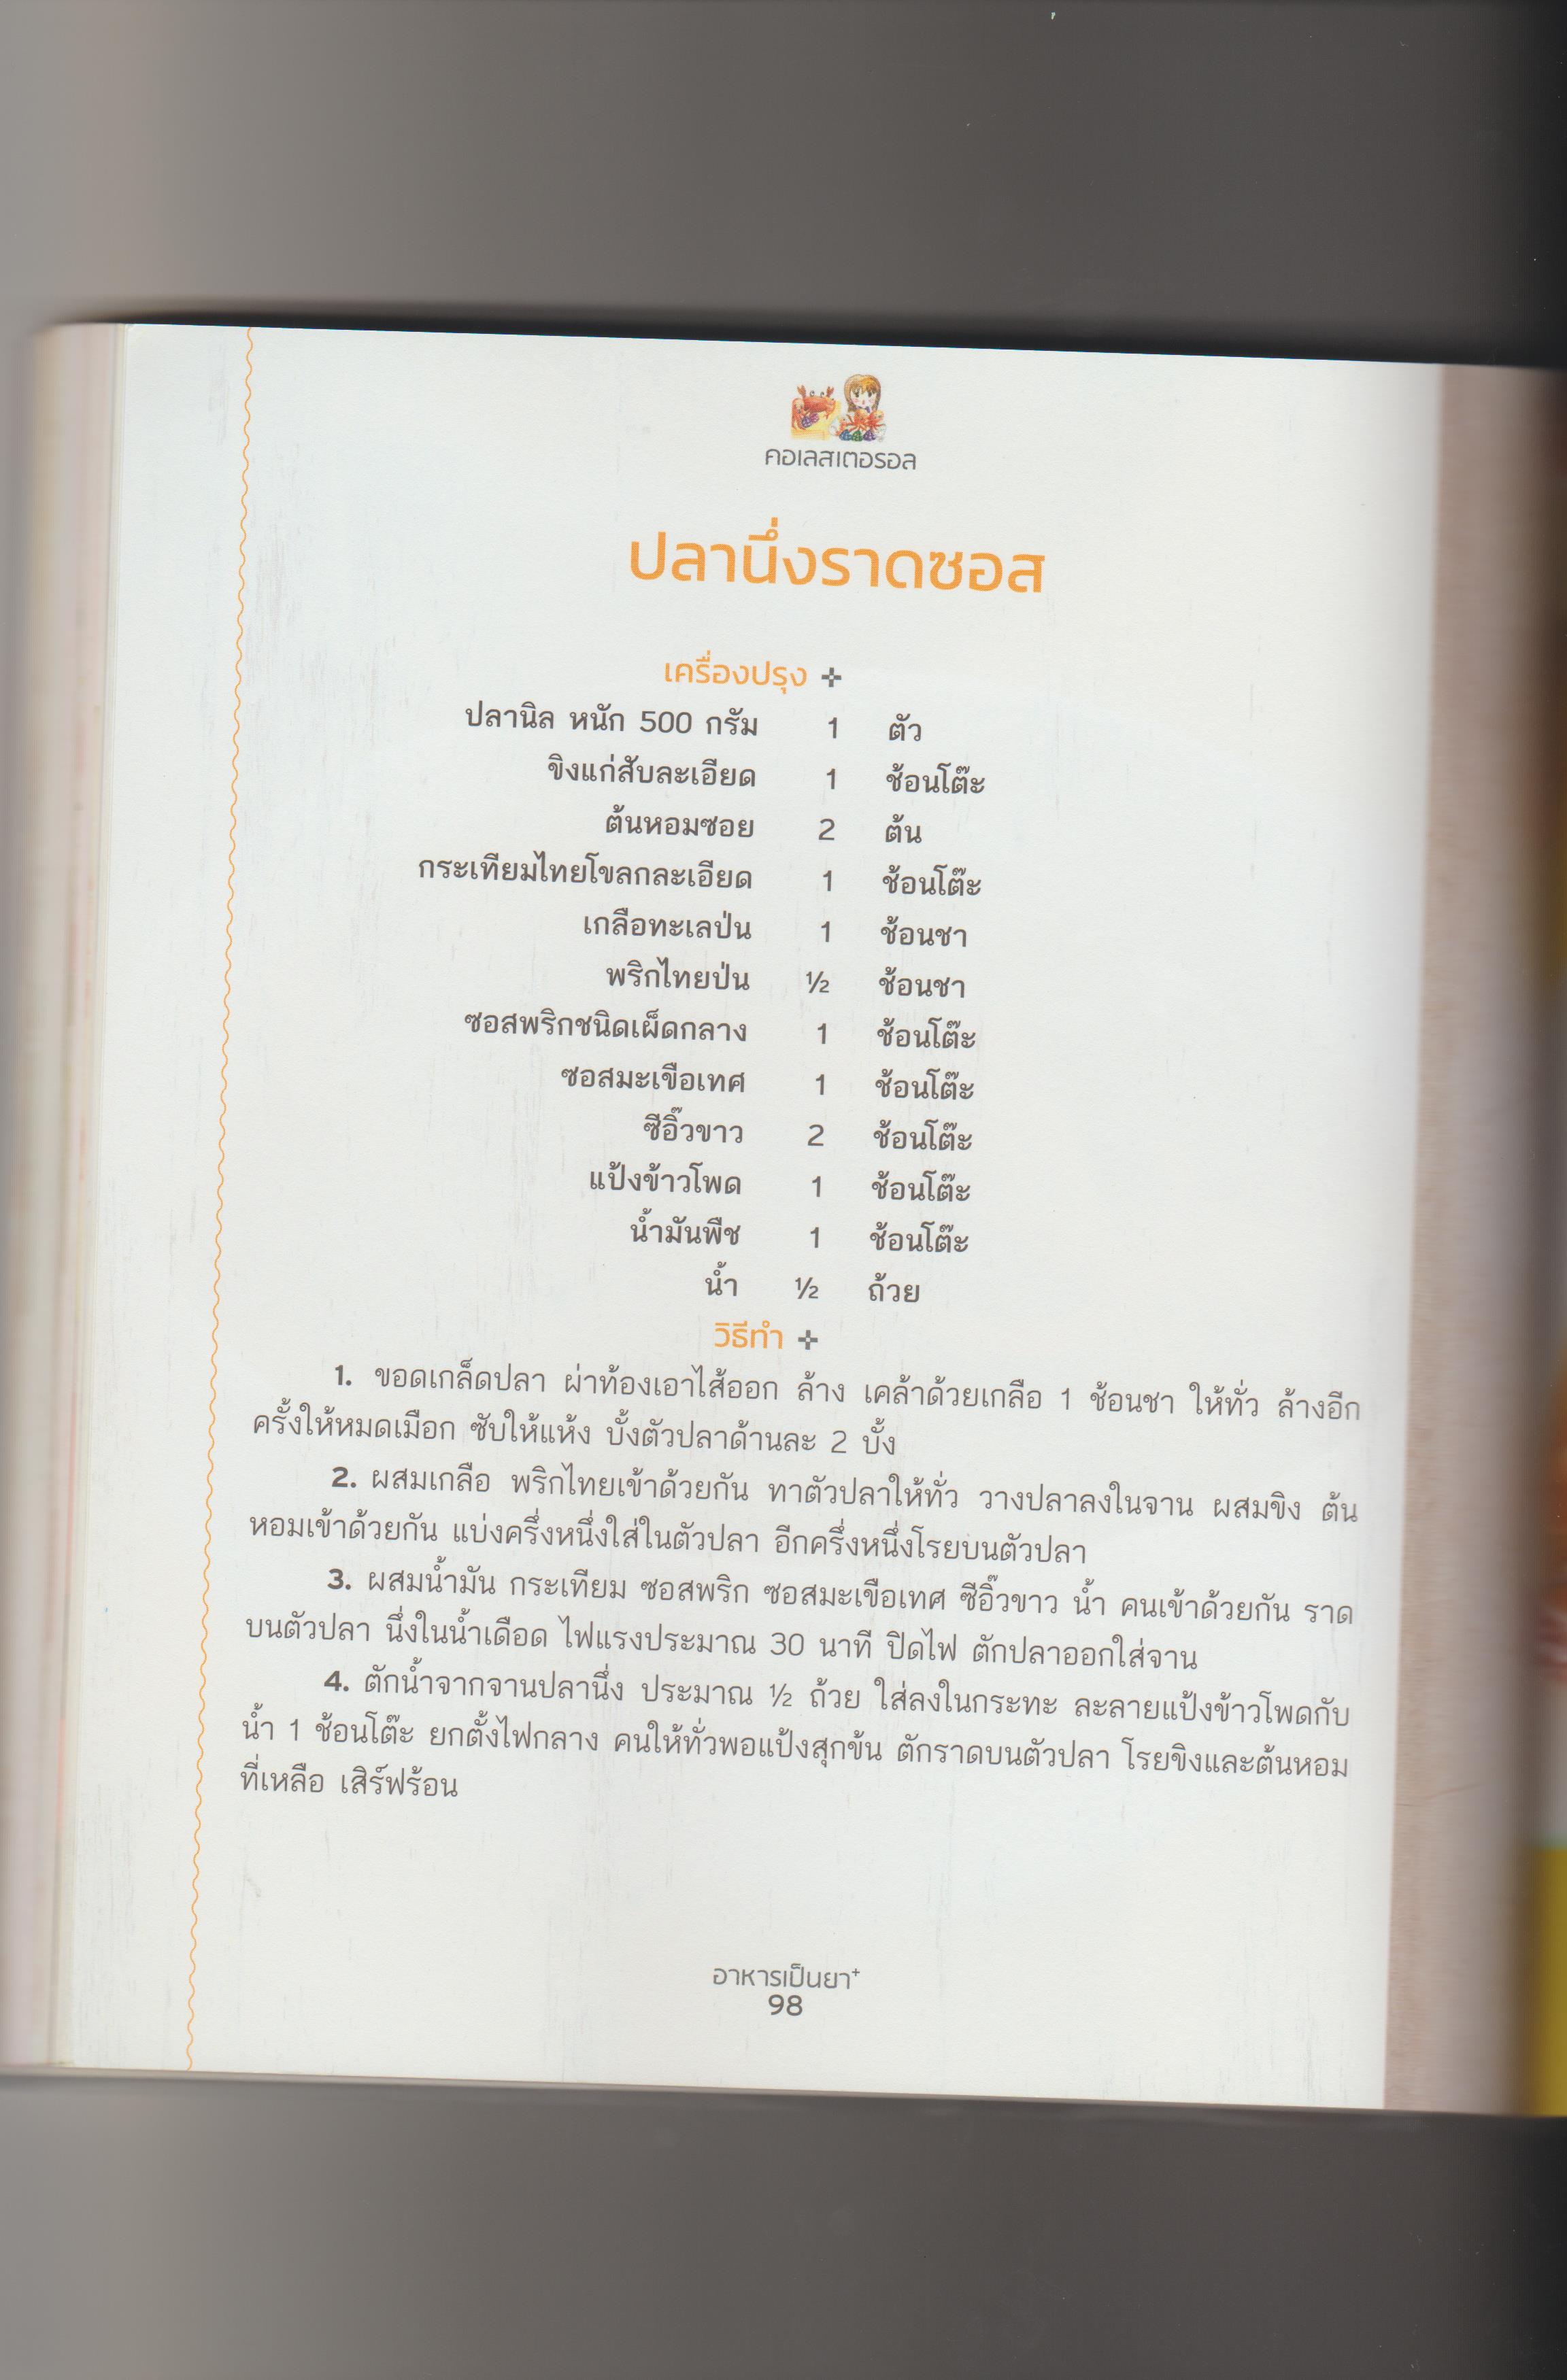 คอเลสเตอรอล
ปลานึ่งราดซอส
เครื่องปรุง
ปลานิล หนัก 500 กรัม 1 ตัว
ขิงแก่สับละเอียด 1 ช้อนโต๊ะ
ต้นหอมซอย 2 ต้น
กระเทียมไทยโขลกละเอียด 1 ช้อนโต๊ะ
เกลือทะเลป่น 1 ช้อนชา
พริกไทยป่น ½ ช้อนชา
ซอสพริกชนิดเผ็ดกลาง 1 ช้อนโต๊ะ
ซอสมะเขือเทศ 1 ช้อนโต๊ะ
ซีอิ๊วขาว 2 ช้อนโต๊ะ
แป้งข้าวโพด 1 ช้อนโต๊ะ
น้ำมันพืช 1 ช้อนโต๊ะ
น้ำ ½ ถ้วย
วิธีทำ
1. ขอดเกล็ดปลา ผ่าท้องเอาไส้ออก ล้าง เคล้าด้วยเกลือ 1 ช้อนชา ให้ทั่ว ล้างอีก
ครั้งให้หมดเมือก ซับให้แห้ง บั้งตัวปลาด้านละ 2 บั้ง
2. ผสมเกลือ พริกไทยเข้าด้วยกัน ทาตัวปลาให้ทั่ว วางปลาลงในจาน ผสมขิง ต้น
หอมเข้าด้วยกัน แบ่งครึ่งหนึ่งใส่ในตัวปลา อีกครึ่งหนึ่งโรยบนตัวปลา
3. ผสมน้ำมัน กระเทียม ซอสพริก ซอสมะเขือเทศ ซีอิ๊วขาว น้ำ คนเข้าด้วยกัน ราด
บนตัวปลา นึ่งในน้ำเดือด ไฟแรงประมาณ 30 นาที ปิดไฟ ตักปลาออกใส่จาน
4. ตักน้ำจากจานปลานึ่ง ประมาณ ½ ถ้วย ใส่ลงในกระทะ ละลายแป้งข้าวโพดกับ
น้ำ 1 ช้อนโต๊ะ ยกตั้งไฟกลาง คนให้ทั่วพอแป้งสุกข้น ตักราดบนตัวปลา โรยขิงและต้นหอม
ที่เหลือ เสิร์ฟร้อน
อาหารเป็นยา+
98